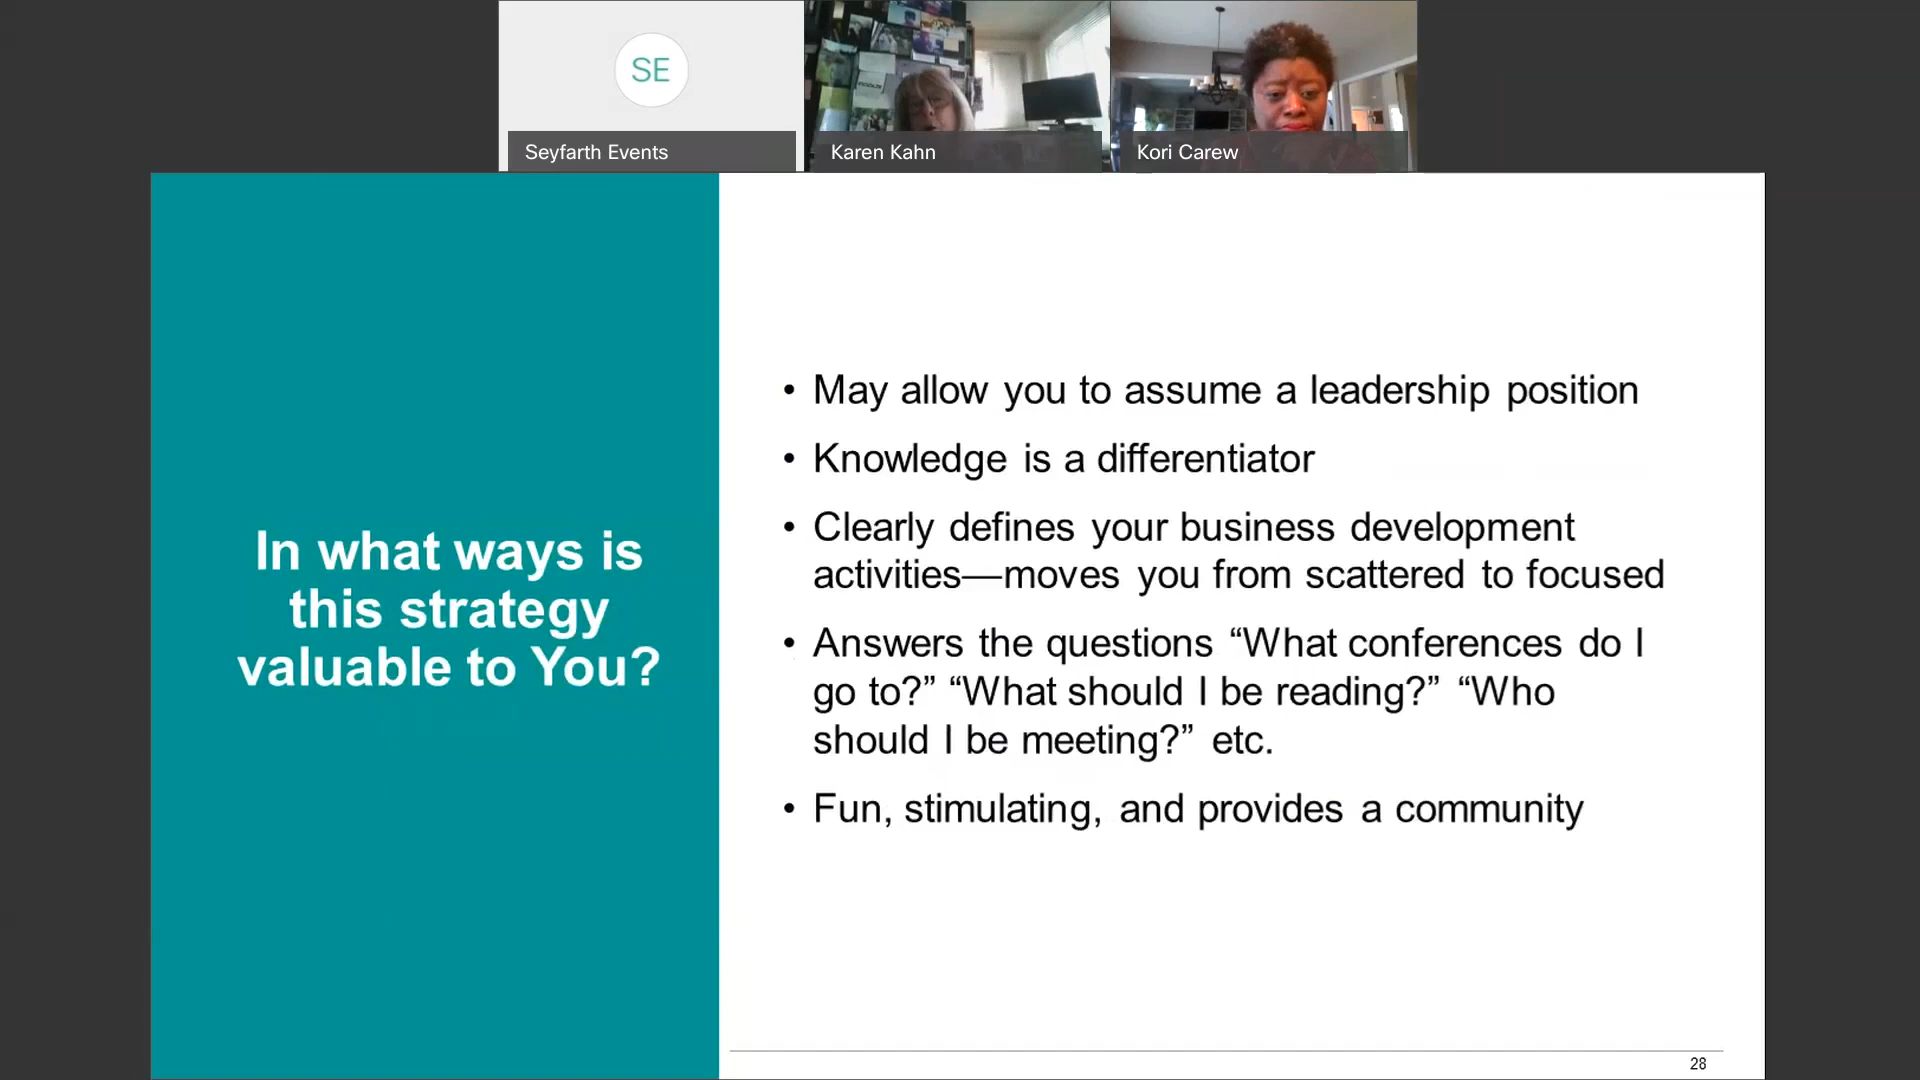 SE
Seyfarth Events
Karen Kahn
Kori Carew
In what ways is
this strategy
valuable to You?
• May allow you to assume a leadership position
• Knowledge is a differentiator
• Clearly defines your business development
activities—moves you from scattered to focused
• Answers the questions “What conferences do I
go to?” “What should I be reading?” “Who
should I be meeting?” etc.
• Fun, stimulating, and provides a community
28